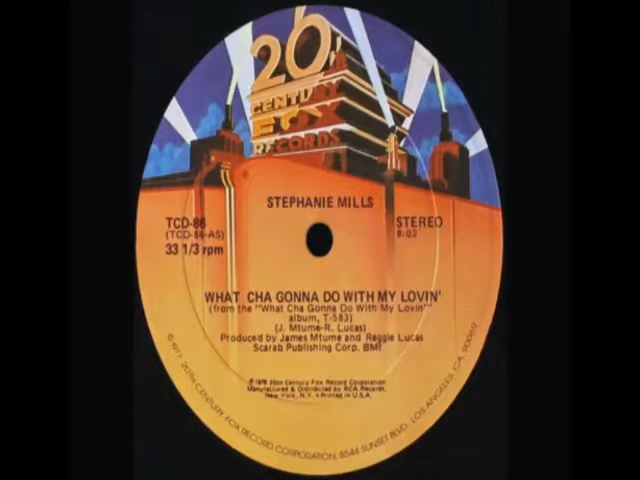 20th
CENTURY
FOX
RECORDS
STEPHANIE MILLS
TCD-86
(TCD-86-AS)
33 1/3 rpm
STEREO
8:02
WHAT CHA GONNA DO WITH MY LOVIN'
(from the "What Cha Gonna Do With My Lovin'"
album, T-583)
(J. Mtume-R. Lucas)
Produced by James Mtume and Reggie Lucas
Scarab Publishing Corp. BMI
℗ 1979 20th Century-Fox Record Corporation
Manufactured & Distributed by RCA Records,
New York, N.Y. • Printed in U.S.A.
© 1977 20TH CENTURY FOX RECORD CORPORATION, 8544 SUNSET BLVD. LOS ANGELES, CA. 90069